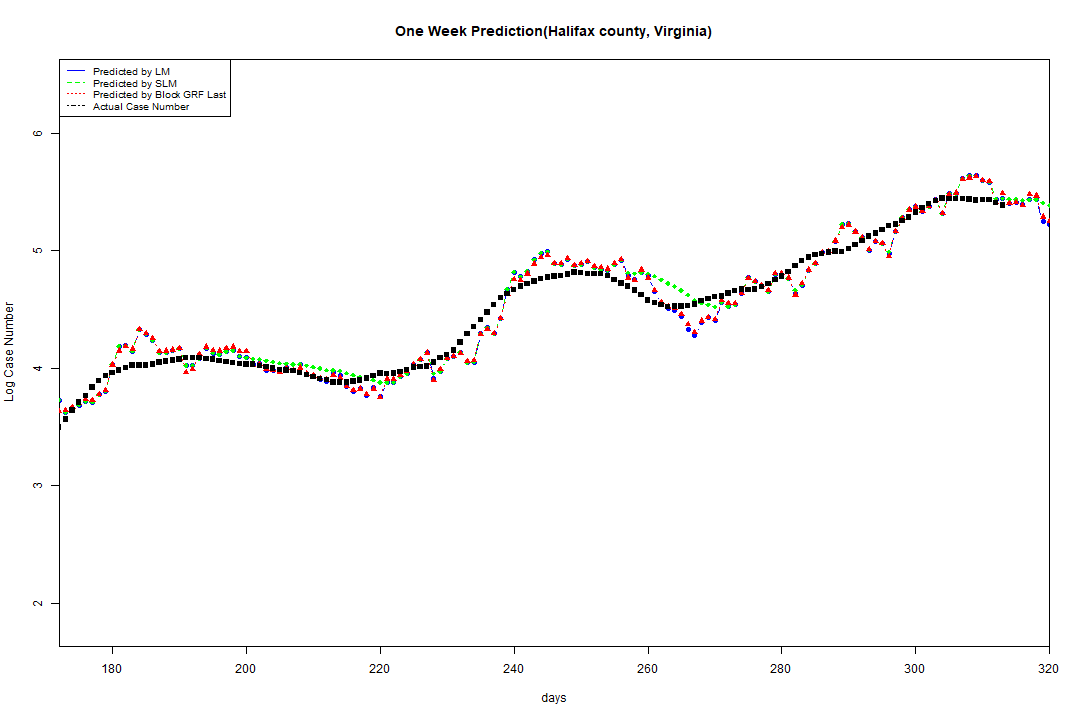 One Week Prediction(Halifax county, Virginia)
Predicted by LM
Predicted by SLM
Predicted by Block GRF Last
Actual Case Number
6
5
4
3
2
Log Case Number
180 200 220 240 260 280 300 320
days